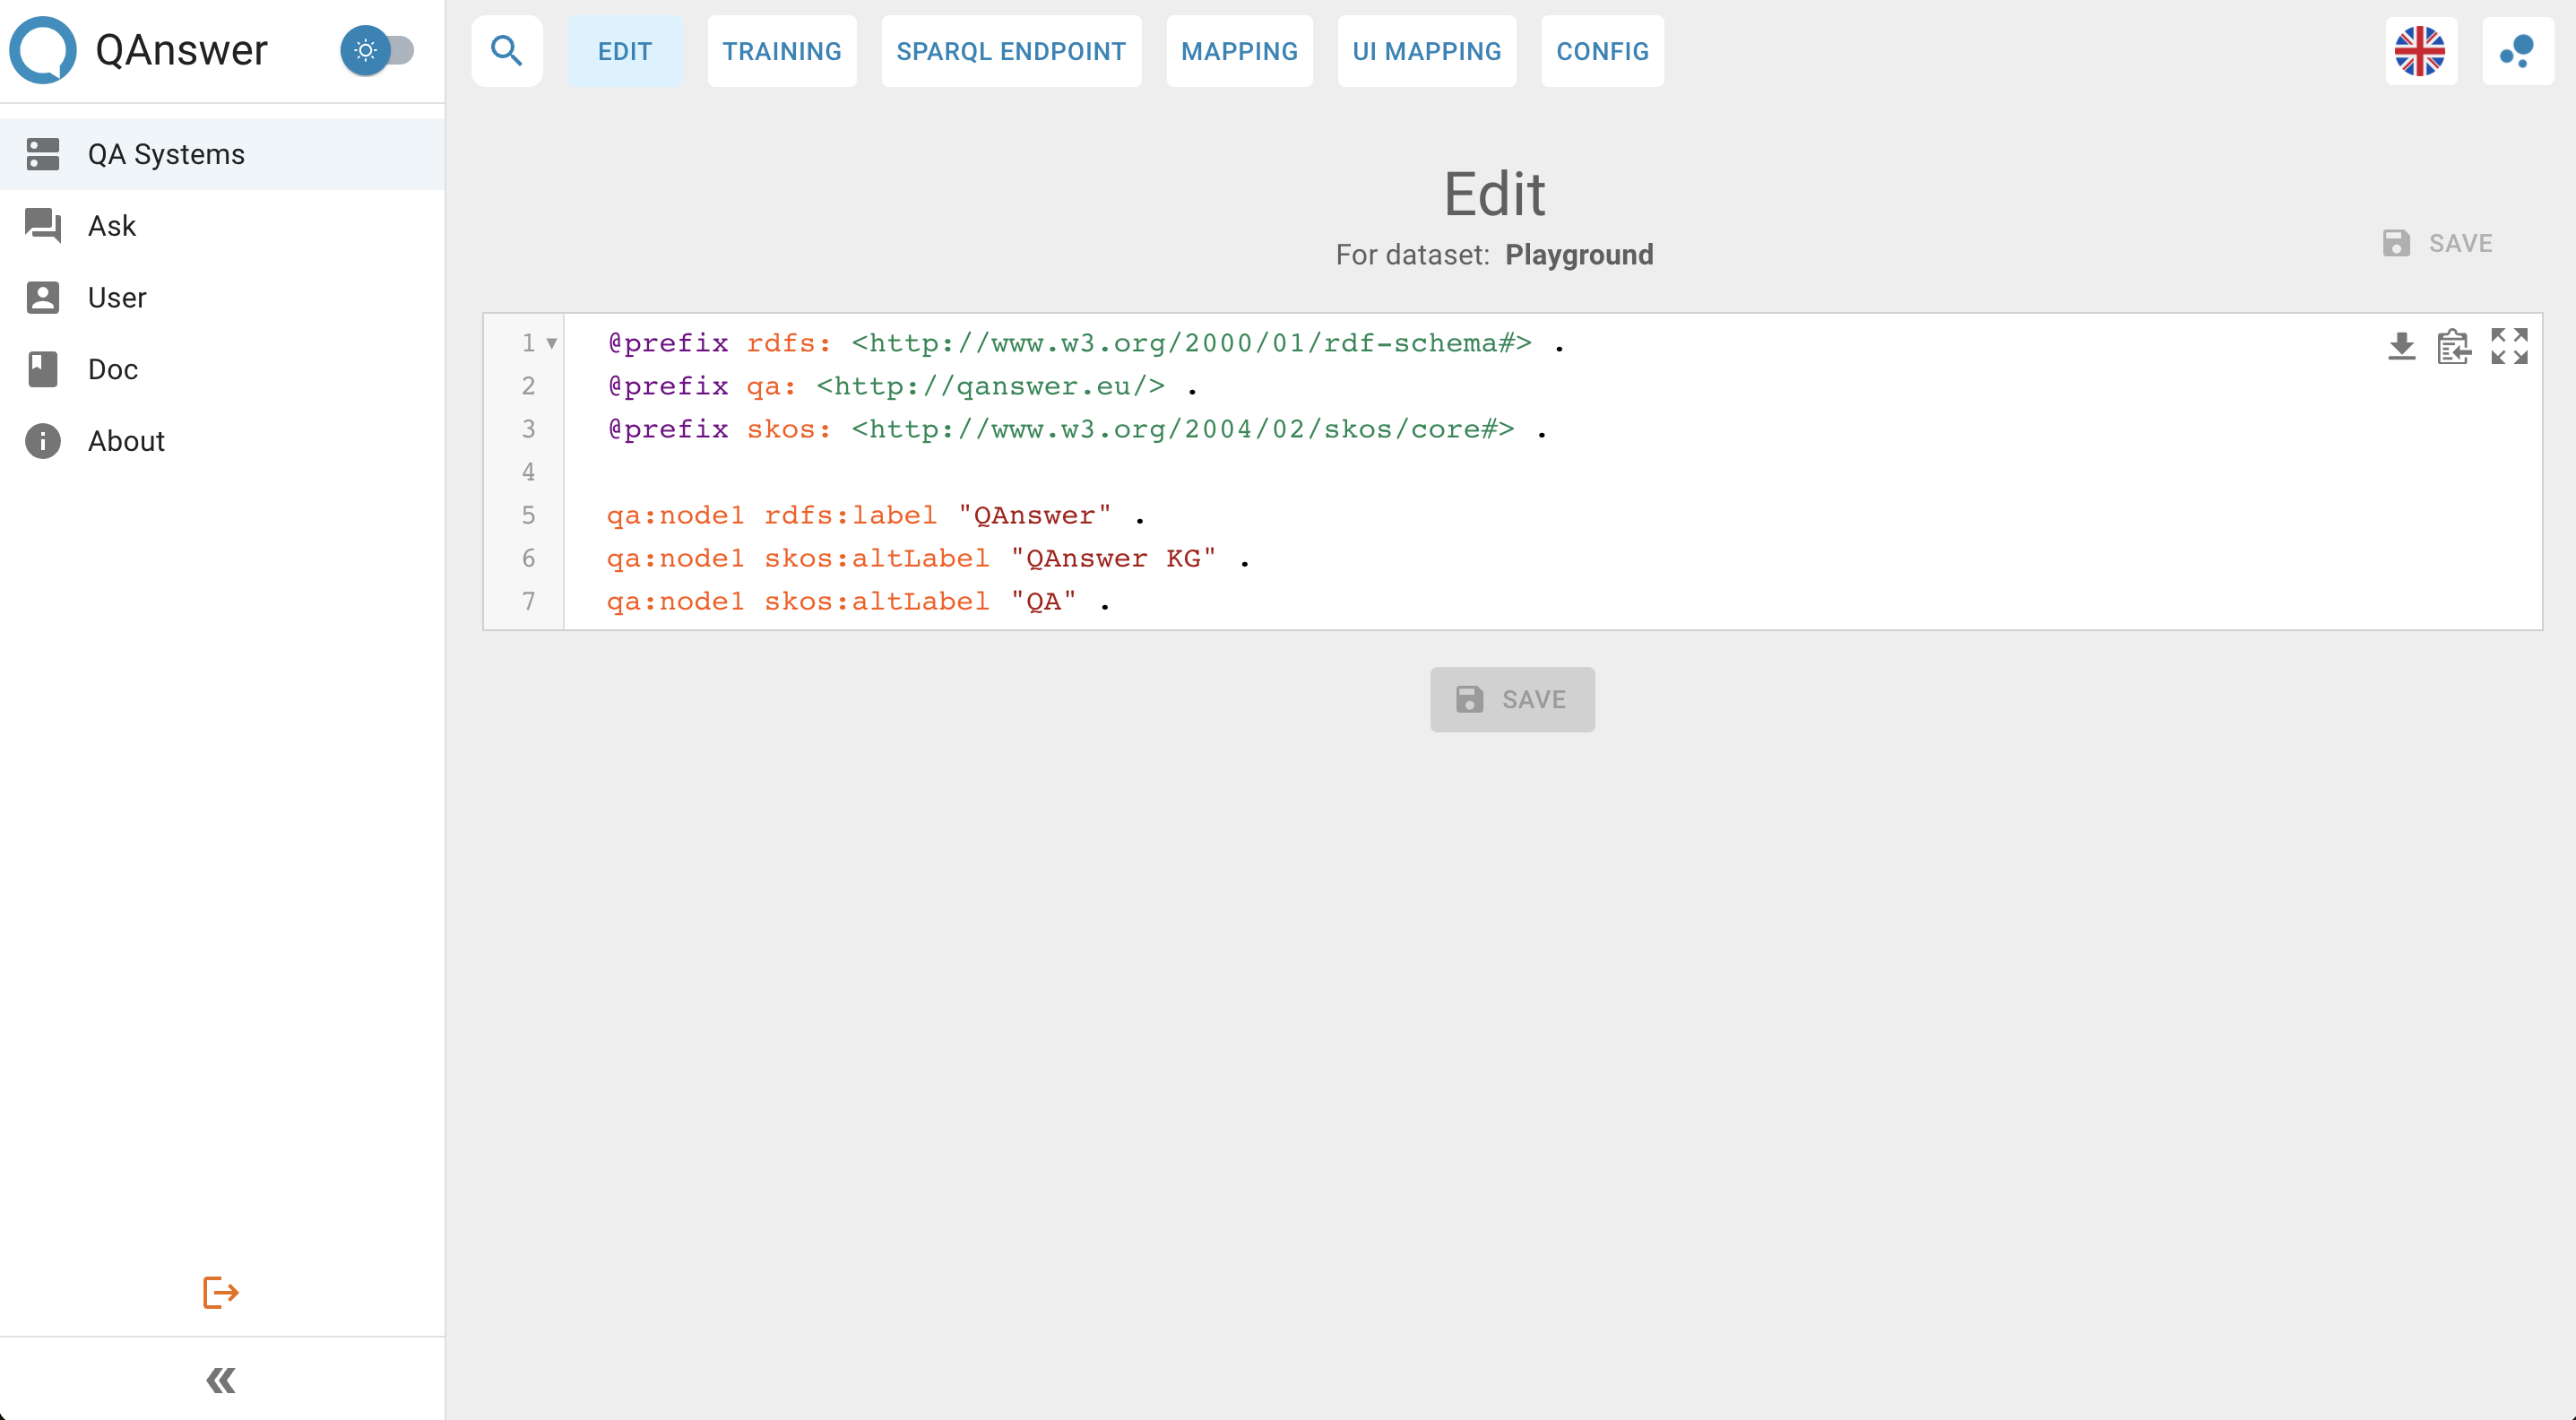 QAnswer
QA Systems
Ask
User
Doc
About
EDIT
TRAINING
SPARQL ENDPOINT
MAPPING
UI MAPPING
CONFIG
Edit
For dataset: Playground
SAVE
1 @prefix rdfs: <http://www.w3.org/2000/01/rdf-schema#> .
2 @prefix qa: <http://qanswer.eu/> .
3 @prefix skos: <http://www.w3.org/2004/02/skos/core#> .
4
5 qa:node1 rdfs:label "QAnswer" .
6 qa:node1 skos:altLabel "QAnswer KG" .
7 qa:node1 skos:altLabel "QA" .
SAVE